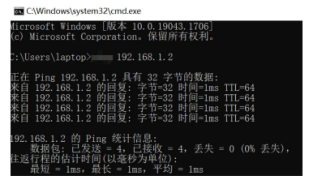 C:\Windows\system32\cmd.exe
Microsoft Windows [版本 10.0.19043.1706]
(c) Microsoft Corporation。保留所有权利。
C:\Users\laptop> 192.168.1.2
正在 Ping 192.168.1.2 具有 32 字节的数据:
来自 192.168.1.2 的回复: 字节=32 时间=1ms TTL=64
来自 192.168.1.2 的回复: 字节=32 时间=1ms TTL=64
来自 192.168.1.2 的回复: 字节=32 时间=1ms TTL=64
来自 192.168.1.2 的回复: 字节=32 时间=1ms TTL=64
192.168.1.2 的 Ping 统计信息:
数据包: 已发送 = 4，已接收 = 4，丢失 = 0 (0% 丢失)，
往返行程的估计时间(以毫秒为单位):
最短 = 1ms，最长 = 1ms，平均 = 1ms